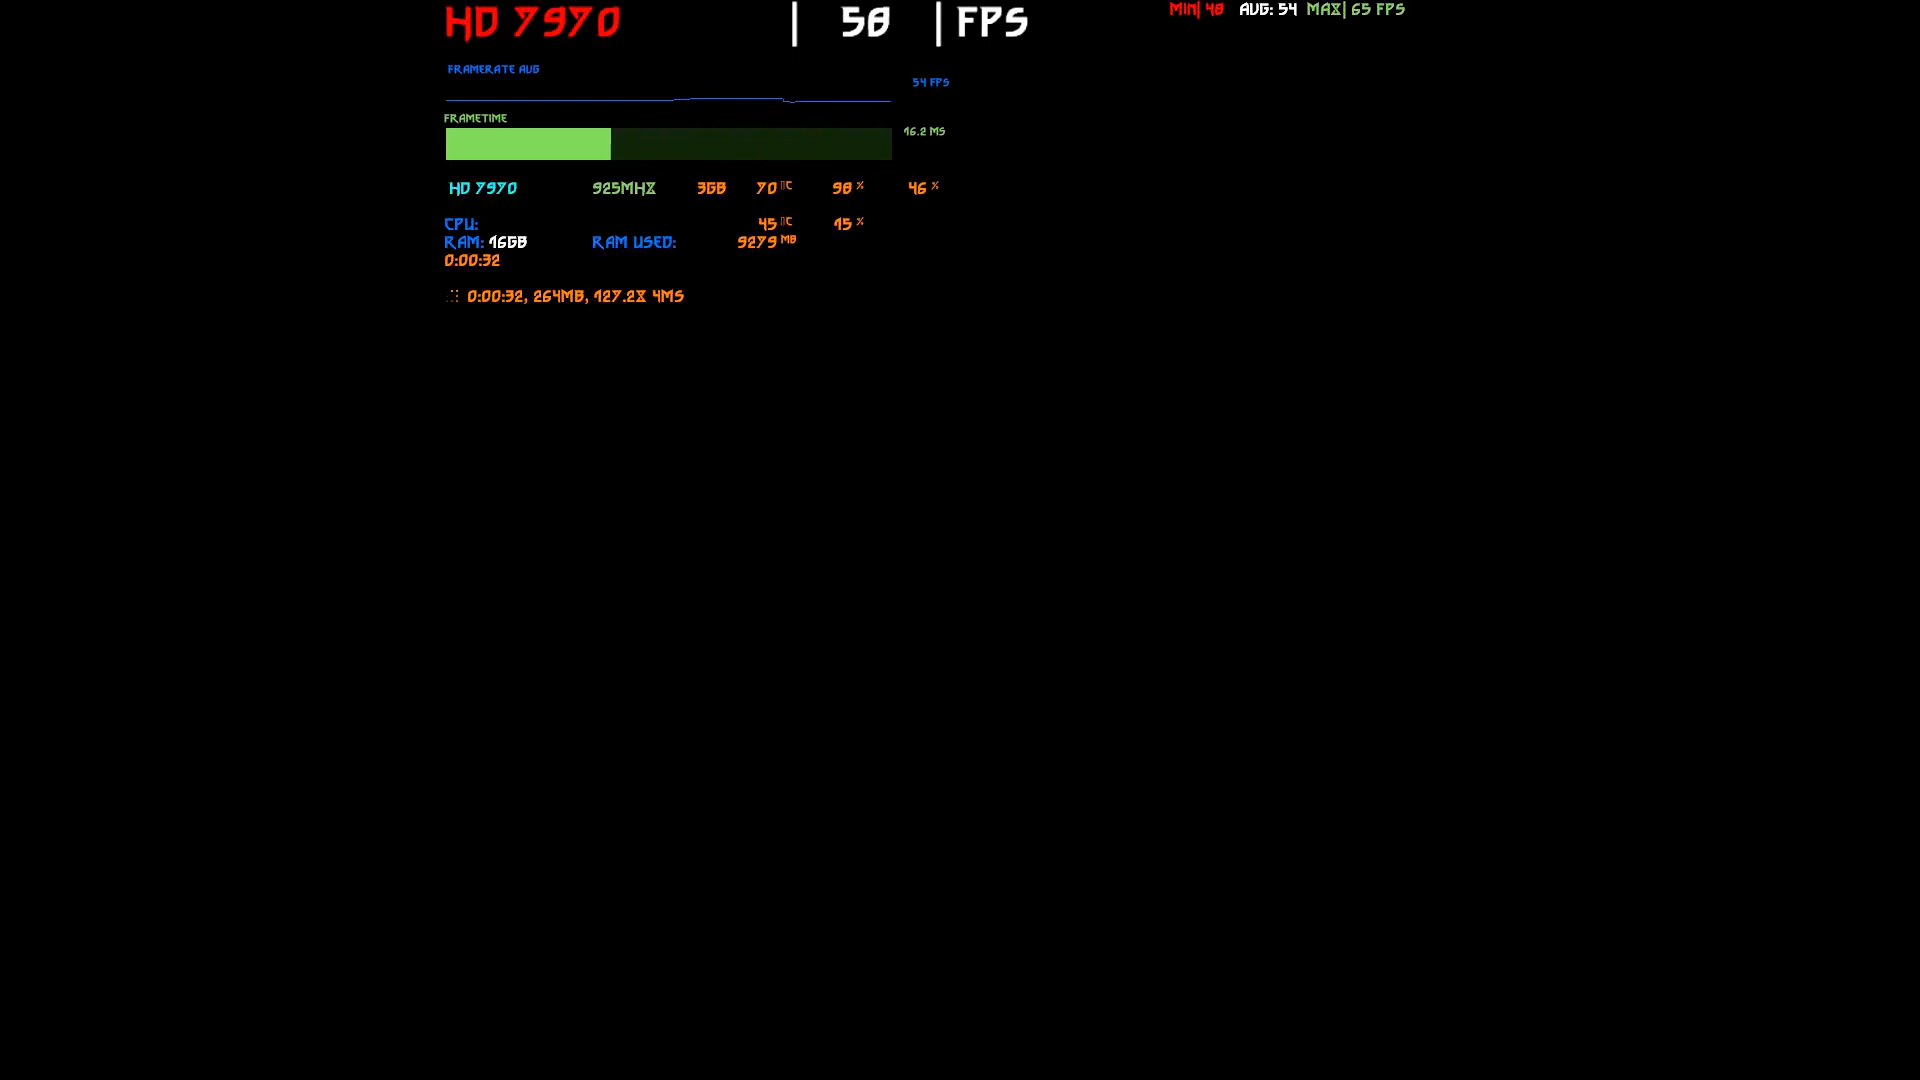 HD 7970 | 58 | FPS
MIN| 48 AVG: 54 MAX| 65 FPS
FRAMERATE AVG
54 FPS
FRAMETIME
16.2 MS
HD 7970 925MHZ 3GB 70 °C 98 % 46 %
CPU: 45 °C 15 %
RAM: 16GB RAM USED: 9279 MB
0:00:32
0:00:32, 264MB, 127.2X 4MS